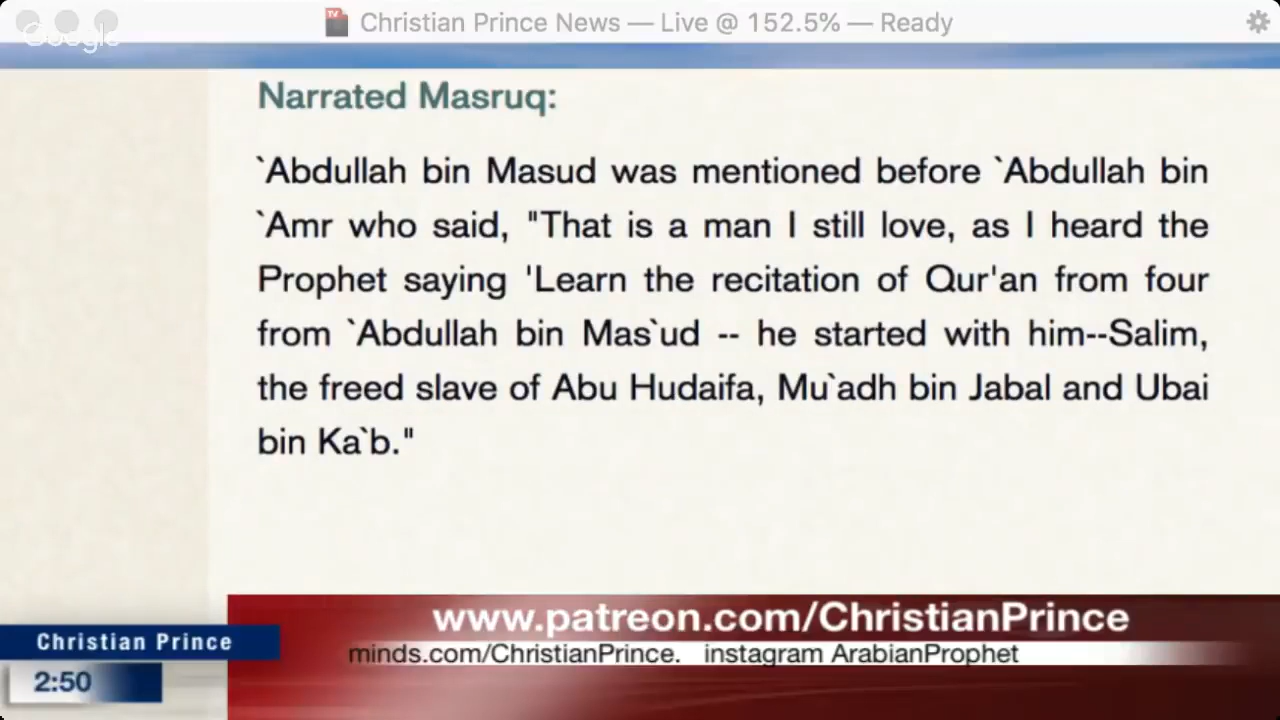 Christian Prince News — Live @ 152.5% — Ready
Google
Narrated Masruq:
`Abdullah bin Masud was mentioned before `Abdullah bin
`Amr who said, "That is a man I still love, as I heard the
Prophet saying 'Learn the recitation of Qur'an from four
from `Abdullah bin Mas`ud -- he started with him--Salim,
the freed slave of Abu Hudaifa, Mu`adh bin Jabal and Ubai
bin Ka`b."
www.patreon.com/ChristianPrince
Christian Prince
minds.com/ChristianPrince. instagram ArabianProphet
2:50